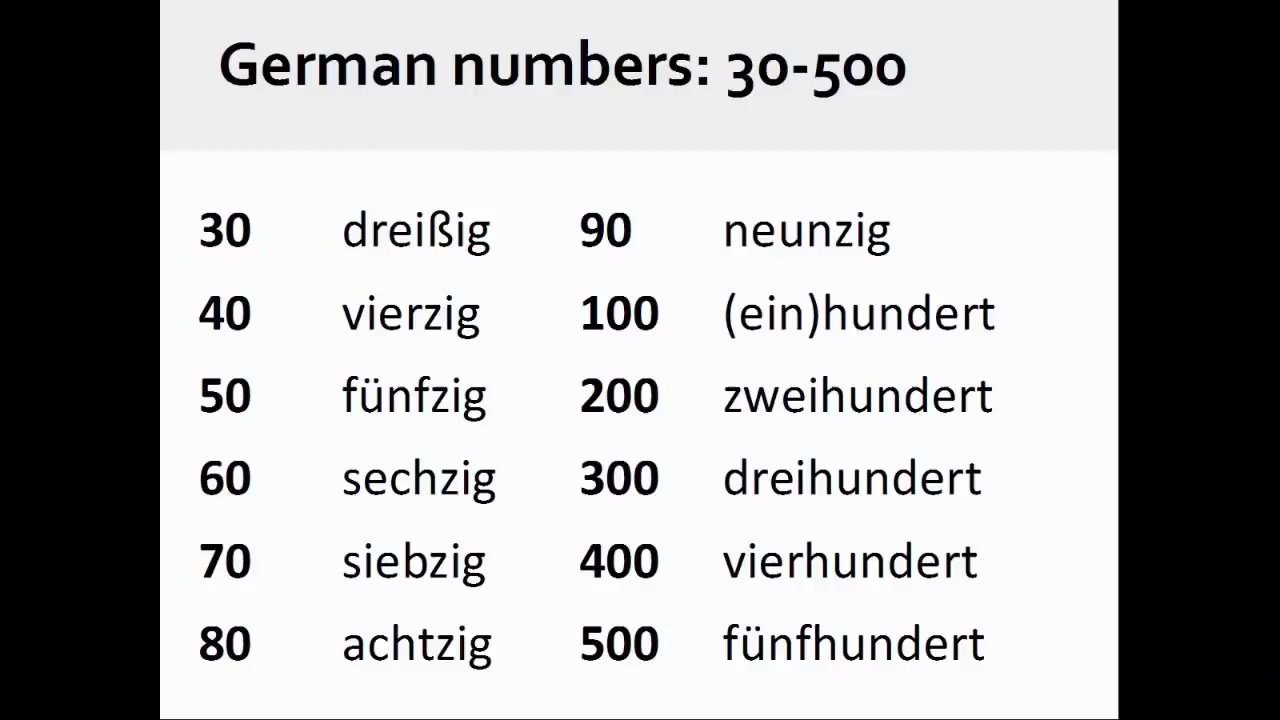 German numbers: 30-500
30 dreißig 90 neunzig
40 vierzig 100 (ein)hundert
50 fünfzig 200 zweihundert
60 sechzig 300 dreihundert
70 siebzig 400 vierhundert
80 achtzig 500 fünfhundert